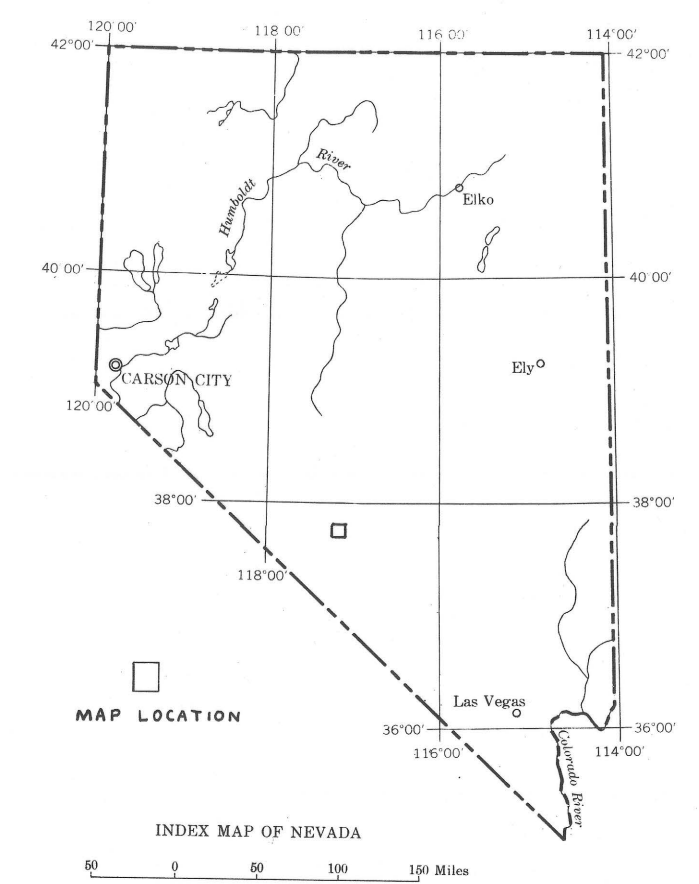 120°00'
118°00'
116°00'
114°00'
42°00'
42°00'
River
Humboldt
Elko
40°00'
40°00'
Ely
CARSON CITY
120°00'
38°00'
38°00'
118°00'
MAP LOCATION
Las Vegas
36°00'
36°00'
116°00'
114°00'
Colorado River
INDEX MAP OF NEVADA
50 0 50 100 150 Miles